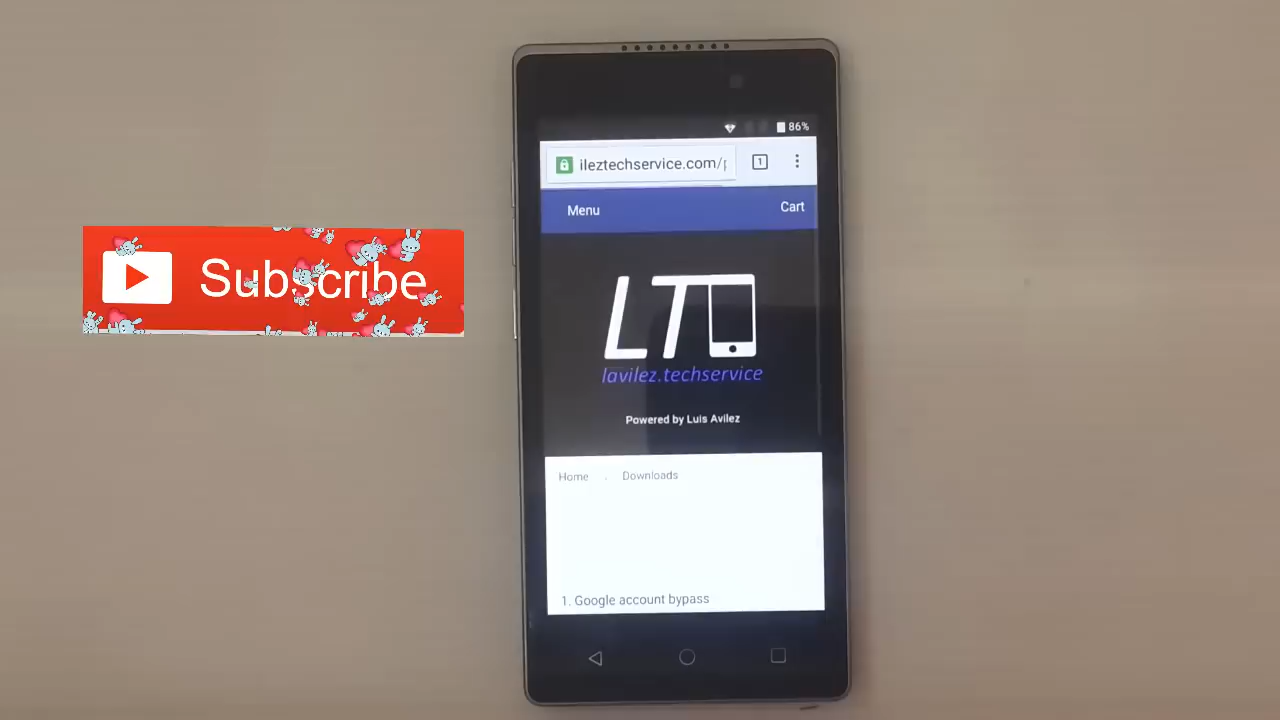 86%
ileztechservice.com/
1
Menu
Cart
LT
lavilez.techservice
Powered by Luis Avilez
Home
Downloads
1. Google account bypass
Subscribe